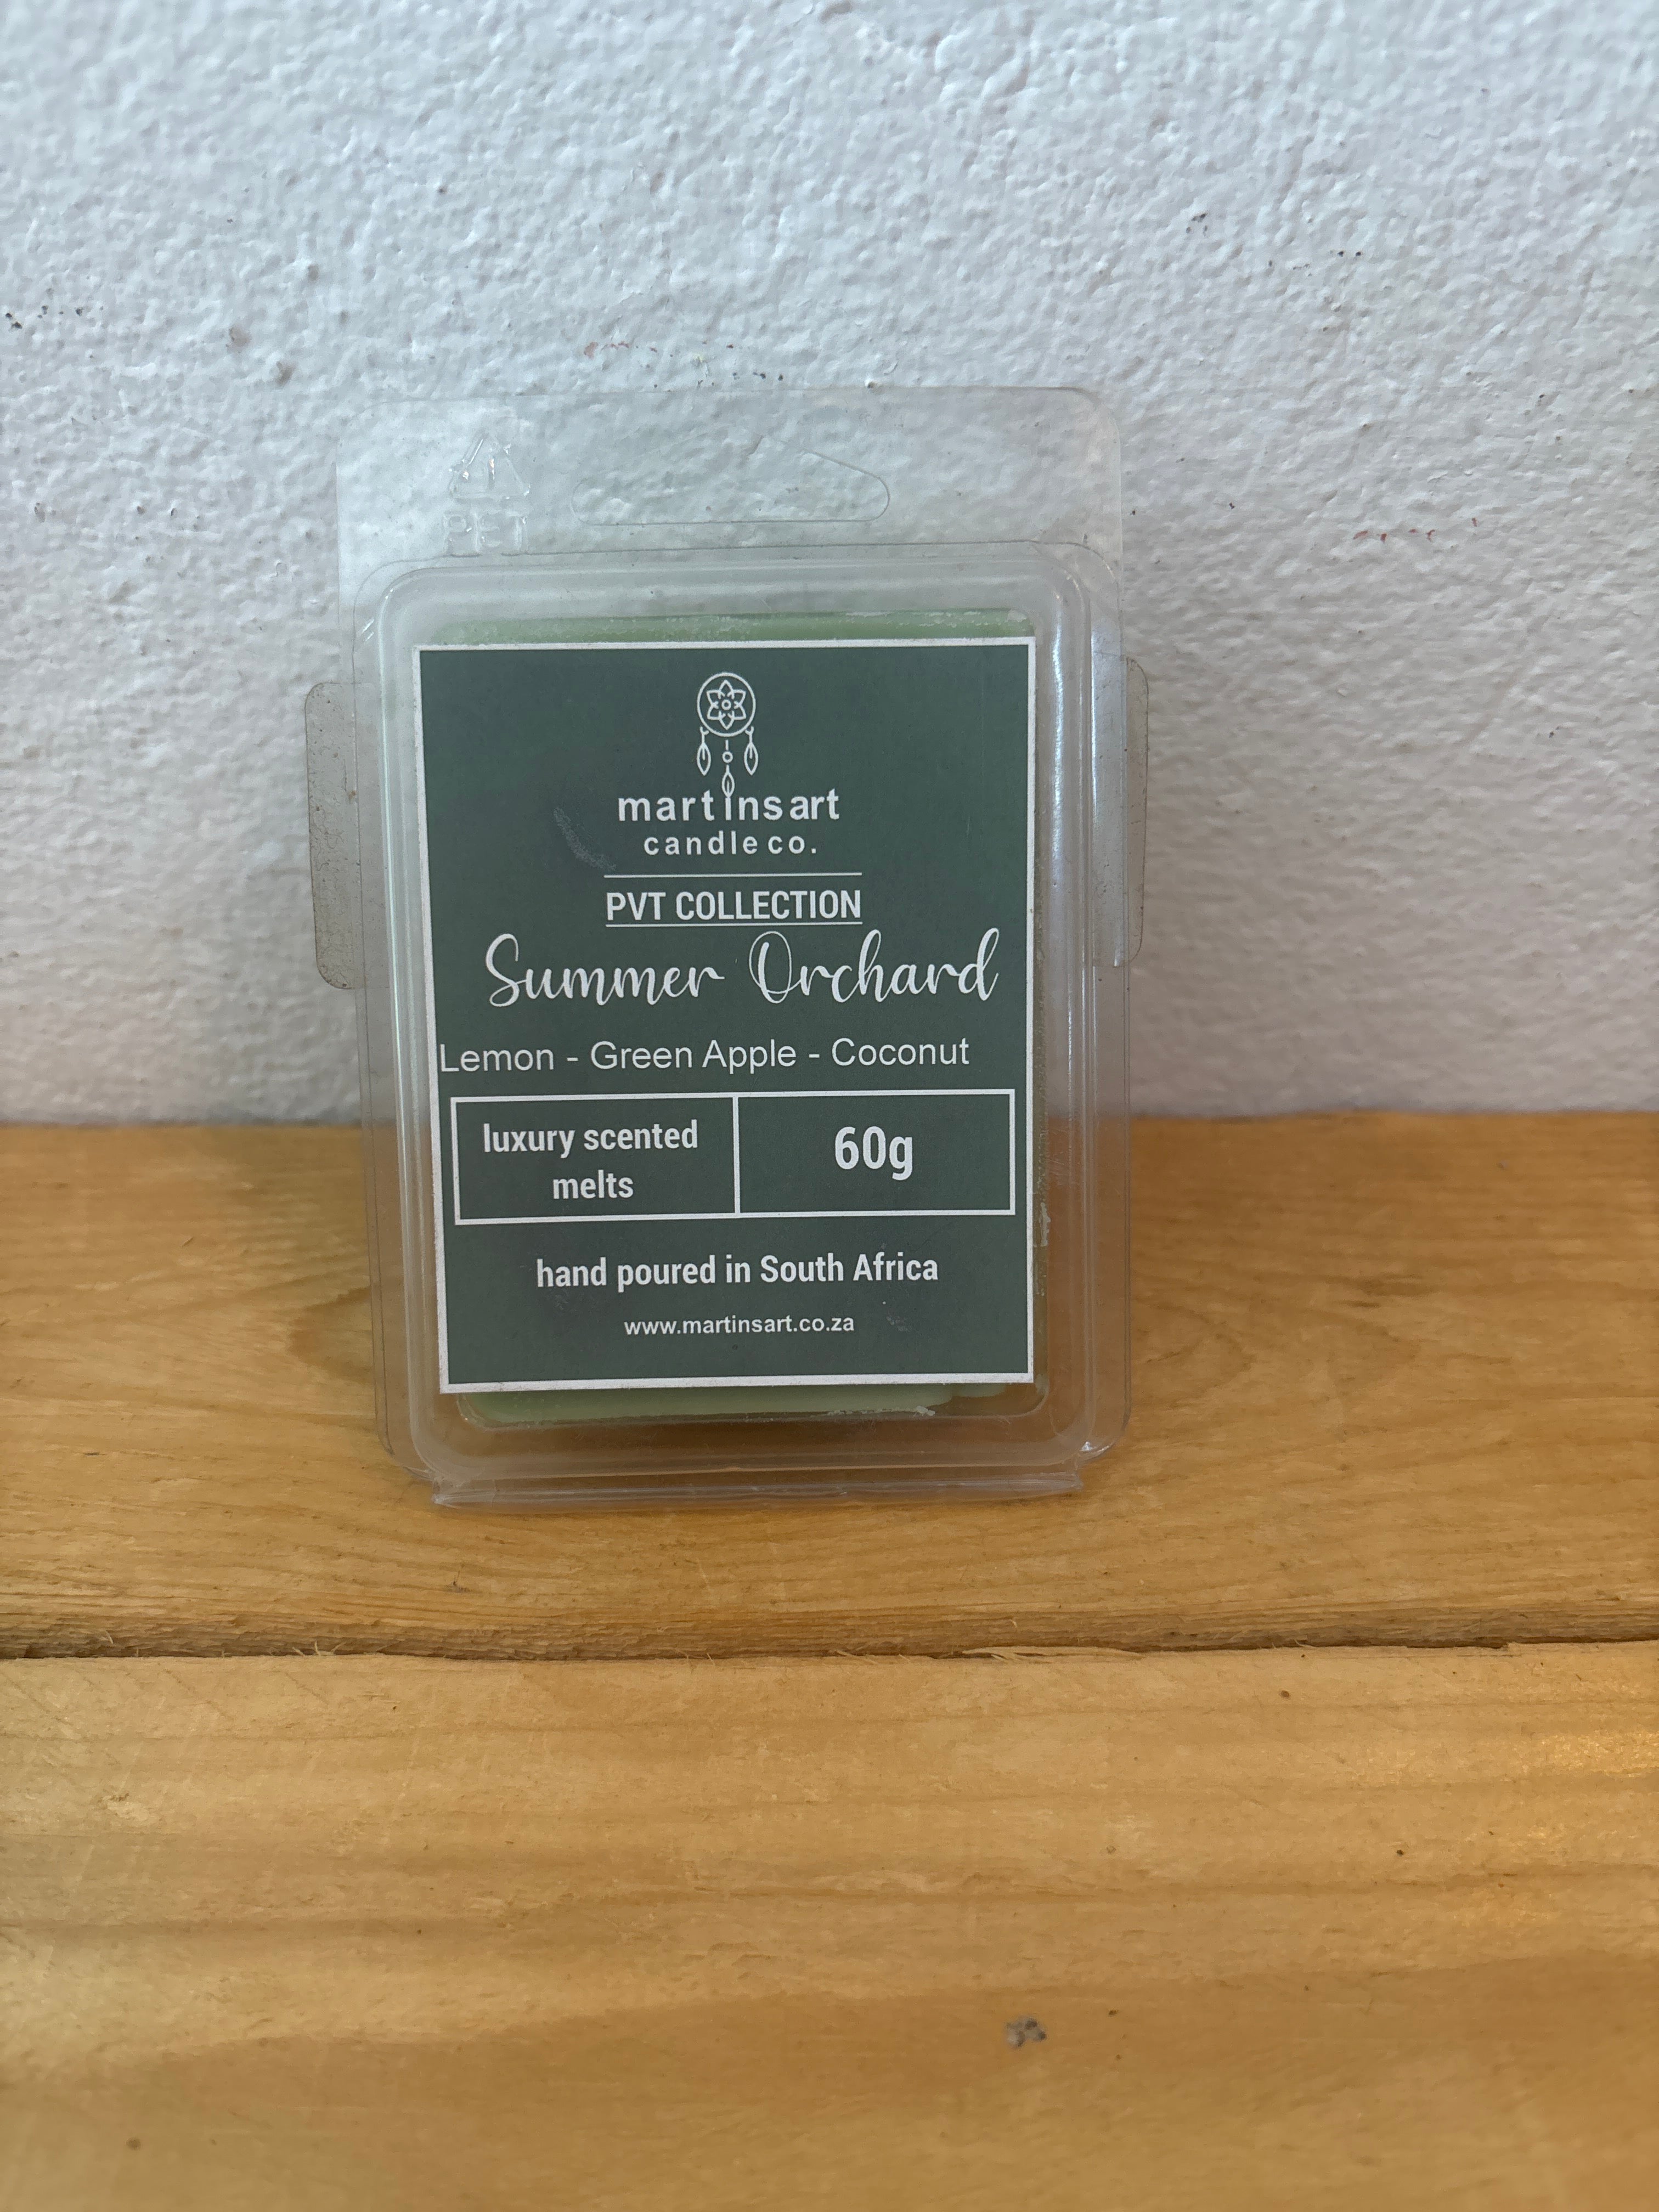 PET
martinsart
candle co.
PVT COLLECTION
Summer Orchard
Lemon - Green Apple - Coconut
luxury scented
melts
60g
hand poured in South Africa
www.martinsart.co.za